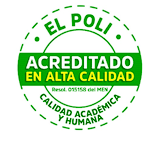 · EL POLI ·
ACREDITADO
EN ALTA CALIDAD
Resol. 015158 del MEN
CALIDAD ACADÉMICA
Y HUMANA